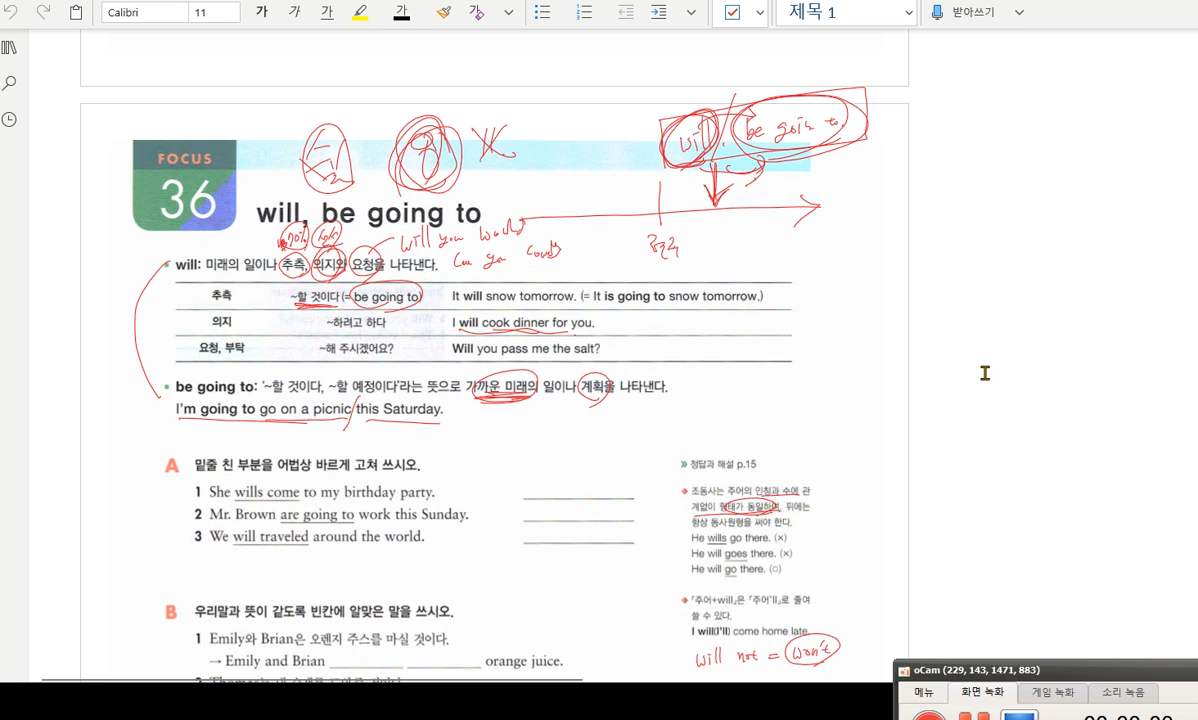 Calibri 11 가 가 가 가 가 제목 1 받아쓰기
FOCUS
36
will / be goin to
will, be going to
현재
70%
will you would
can you could
will: 미래의 일이나 추측, 의지와 요청을 나타낸다.
추측 ~할 것이다(= be going to) It will snow tomorrow. (= It is going to snow tomorrow.)
의지 ~하려고 하다 I will cook dinner for you.
요청, 부탁 ~해 주시겠어요? Will you pass me the salt?
be going to: '~할 것이다, ~할 예정이다'라는 뜻으로 가까운 미래의 일이나 계획을 나타낸다.
I'm going to go on a picnic / this Saturday.
A 밑줄 친 부분을 어법상 바르게 고쳐 쓰시오.
1 She wills come to my birthday party.
2 Mr. Brown are going to work this Sunday.
3 We will traveled around the world.
정답과 해설 p.15
조동사는 주어의 인칭과 수에 관
계없이 형태가 동일하며, 뒤에는
항상 동사원형을 써야 한다.
He wills go there. (×)
He will goes there. (×)
He will go there. (○)
B 우리말과 뜻이 같도록 빈칸에 알맞은 말을 쓰시오.
1 Emily와 Brian은 오렌지 주스를 마실 것이다.
→ Emily and Brian orange juice.
「주어+will」은 「주어'll」로 줄여
쓸 수 있다.
I will(I'll) come home late.
will not = won't
oCam (229, 143, 1471, 883)
메뉴 화면 녹화 게임 녹화 소리 녹음